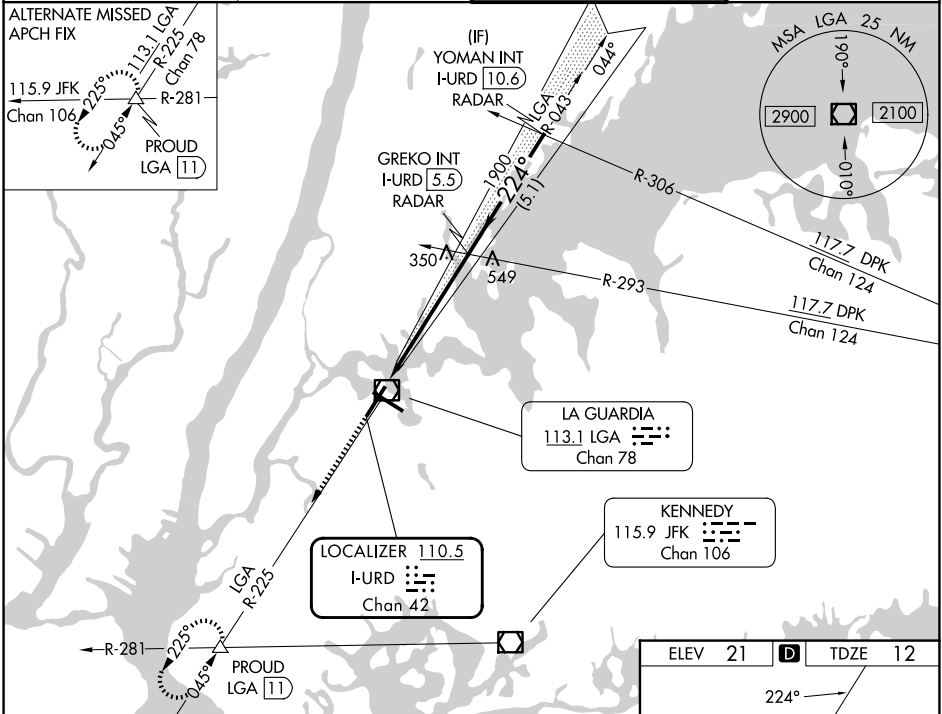 ALTERNATE MISSED
APCH FIX
113.1 LGA
R-225
Chan 78
115.9 JFK
Chan 106
225°
045°
R-281
PROUD
LGA 11
(IF)
YOMAN INT
I-URD 10.6
RADAR
LGA
R-043
044°
1900
224°
(5.1)
GREKO INT
I-URD 5.5
RADAR
350
549
R-306
117.7 DPK
Chan 124
R-293
117.7 DPK
Chan 124
MSA LGA 25 NM
190°
2900
2100
010°
LA GUARDIA
113.1 LGA
Chan 78
KENNEDY
115.9 JFK
Chan 106
LOCALIZER 110.5
I-URD
Chan 42
LGA
R-225
R-281
225°
045°
PROUD
LGA 11
ELEV 21 D TDZE 12
224°